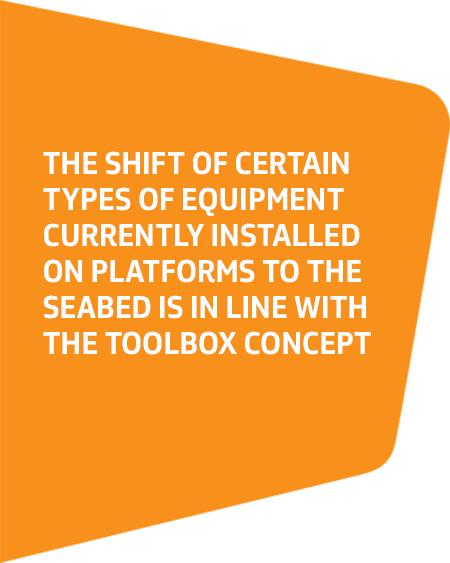 THE SHIFT OF CERTAIN
TYPES OF EQUIPMENT
CURRENTLY INSTALLED
ON PLATFORMS TO THE
SEABED IS IN LINE WITH
THE TOOLBOX CONCEPT